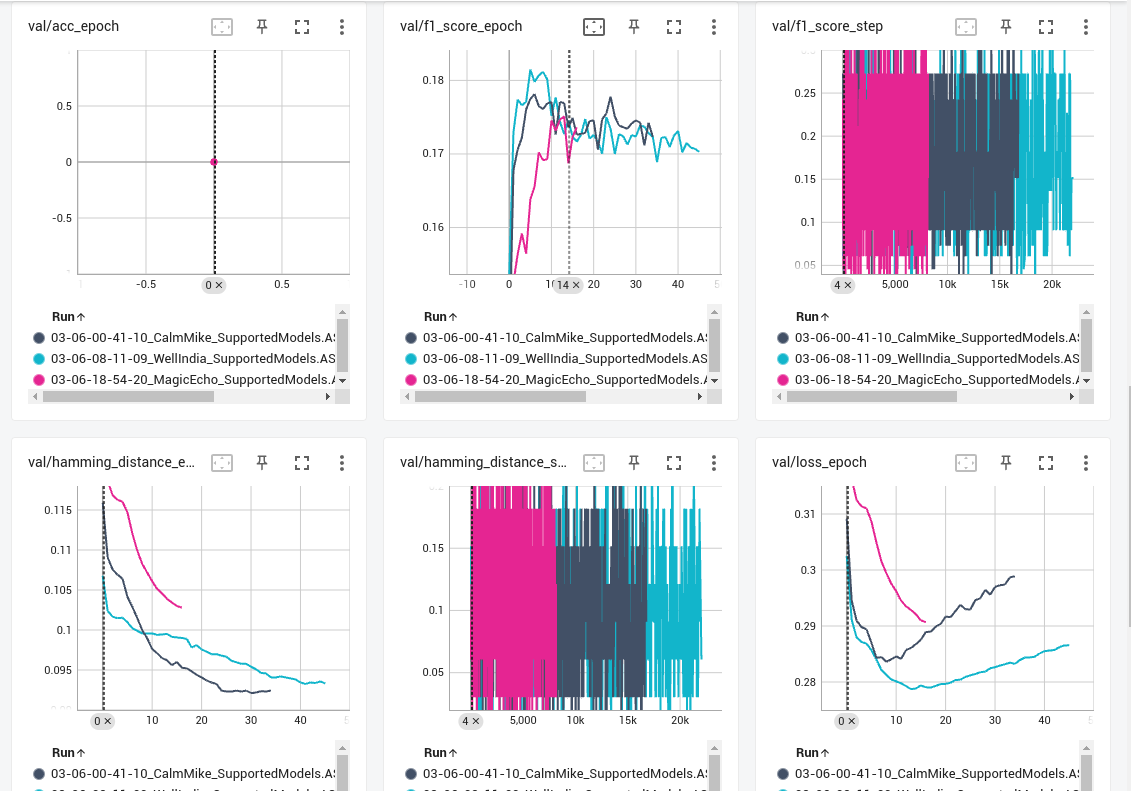 val/acc_epoch
0.5
0
-0.5
-0.5
0 ×
0.5
Run↑
03-06-00-41-10_CalmMike_SupportedModels.AS
03-06-08-11-09_WellIndia_SupportedModels.AS
03-06-18-54-20_MagicEcho_SupportedModels.A
val/f1_score_epoch
0.18
0.17
0.16
-10
0
10
14 ×
20
30
40
5
Run↑
03-06-00-41-10_CalmMike_SupportedModels.AS
03-06-08-11-09_WellIndia_SupportedModels.AS
03-06-18-54-20_MagicEcho_SupportedModels.A
val/f1_score_step
0.25
0.2
0.15
0.1
0.05
4 ×
5,000
10k
15k
20k
Run↑
03-06-00-41-10_CalmMike_SupportedModels.AS
03-06-08-11-09_WellIndia_SupportedModels.AS
03-06-18-54-20_MagicEcho_SupportedModels.A
val/hamming_distance_e...
0.115
0.11
0.105
0.1
0.095
0 ×
10
20
30
40
5
Run↑
03-06-00-41-10_CalmMike_SupportedModels.AS
val/hamming_distance_s...
0.15
0.1
0.05
4 ×
5,000
10k
15k
20k
Run↑
03-06-00-41-10_CalmMike_SupportedModels.AS
val/loss_epoch
0.31
0.3
0.29
0.28
0 ×
10
20
30
40
5
Run↑
03-06-00-41-10_CalmMike_SupportedModels.AS